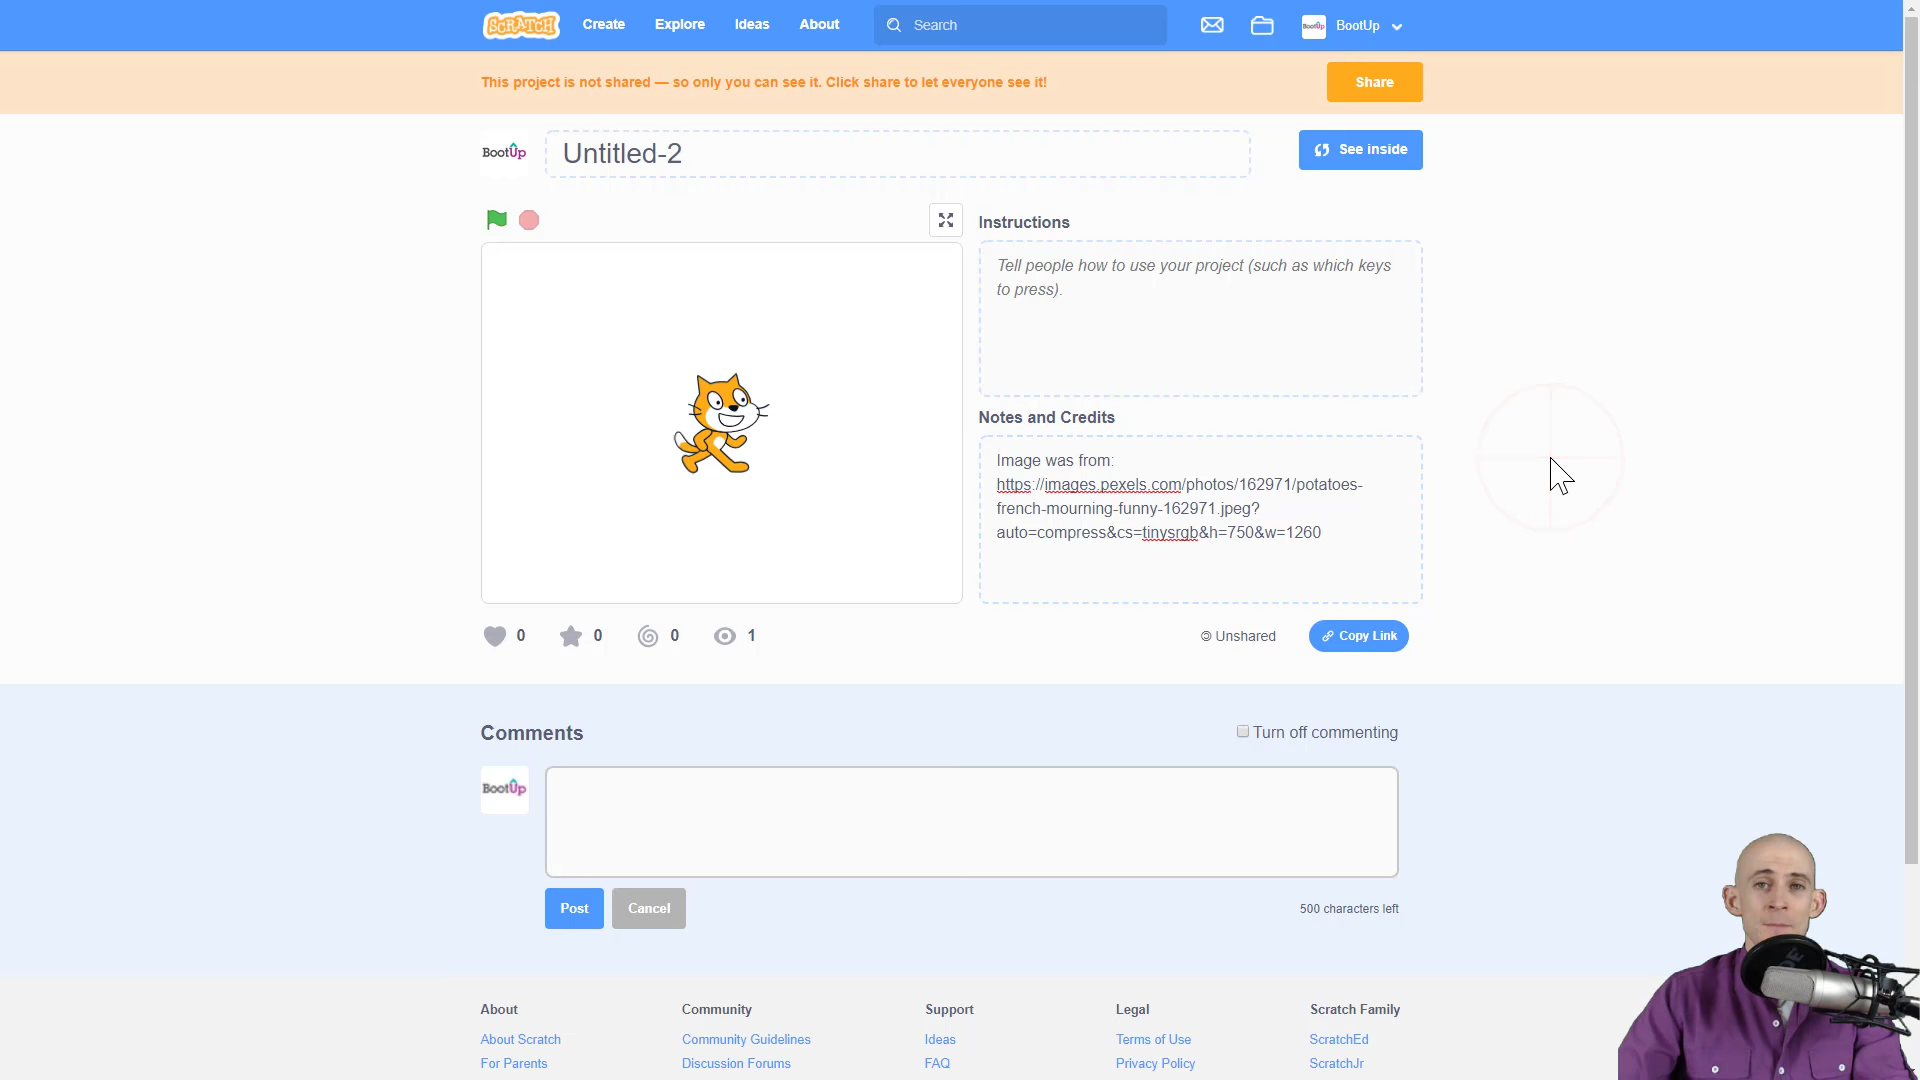 SCRATCH Create Explore Ideas About Search BootUp BootUp
This project is not shared — so only you can see it. Click share to let everyone see it! Share
BootUp Untitled-2 See inside
Instructions
Tell people how to use your project (such as which keys
to press).
Notes and Credits
Image was from:
https://images.pexels.com/photos/162971/potatoes-
french-mourning-funny-162971.jpeg?
auto=compress&cs=tinysrgb&h=750&w=1260
0 0 0 1 Unshared Copy Link
Comments Turn off commenting
BootUp
Post Cancel 500 characters left
About Community Support Legal Scratch Family
About Scratch Community Guidelines Ideas Terms of Use ScratchEd
For Parents Discussion Forums FAQ Privacy Policy ScratchJr